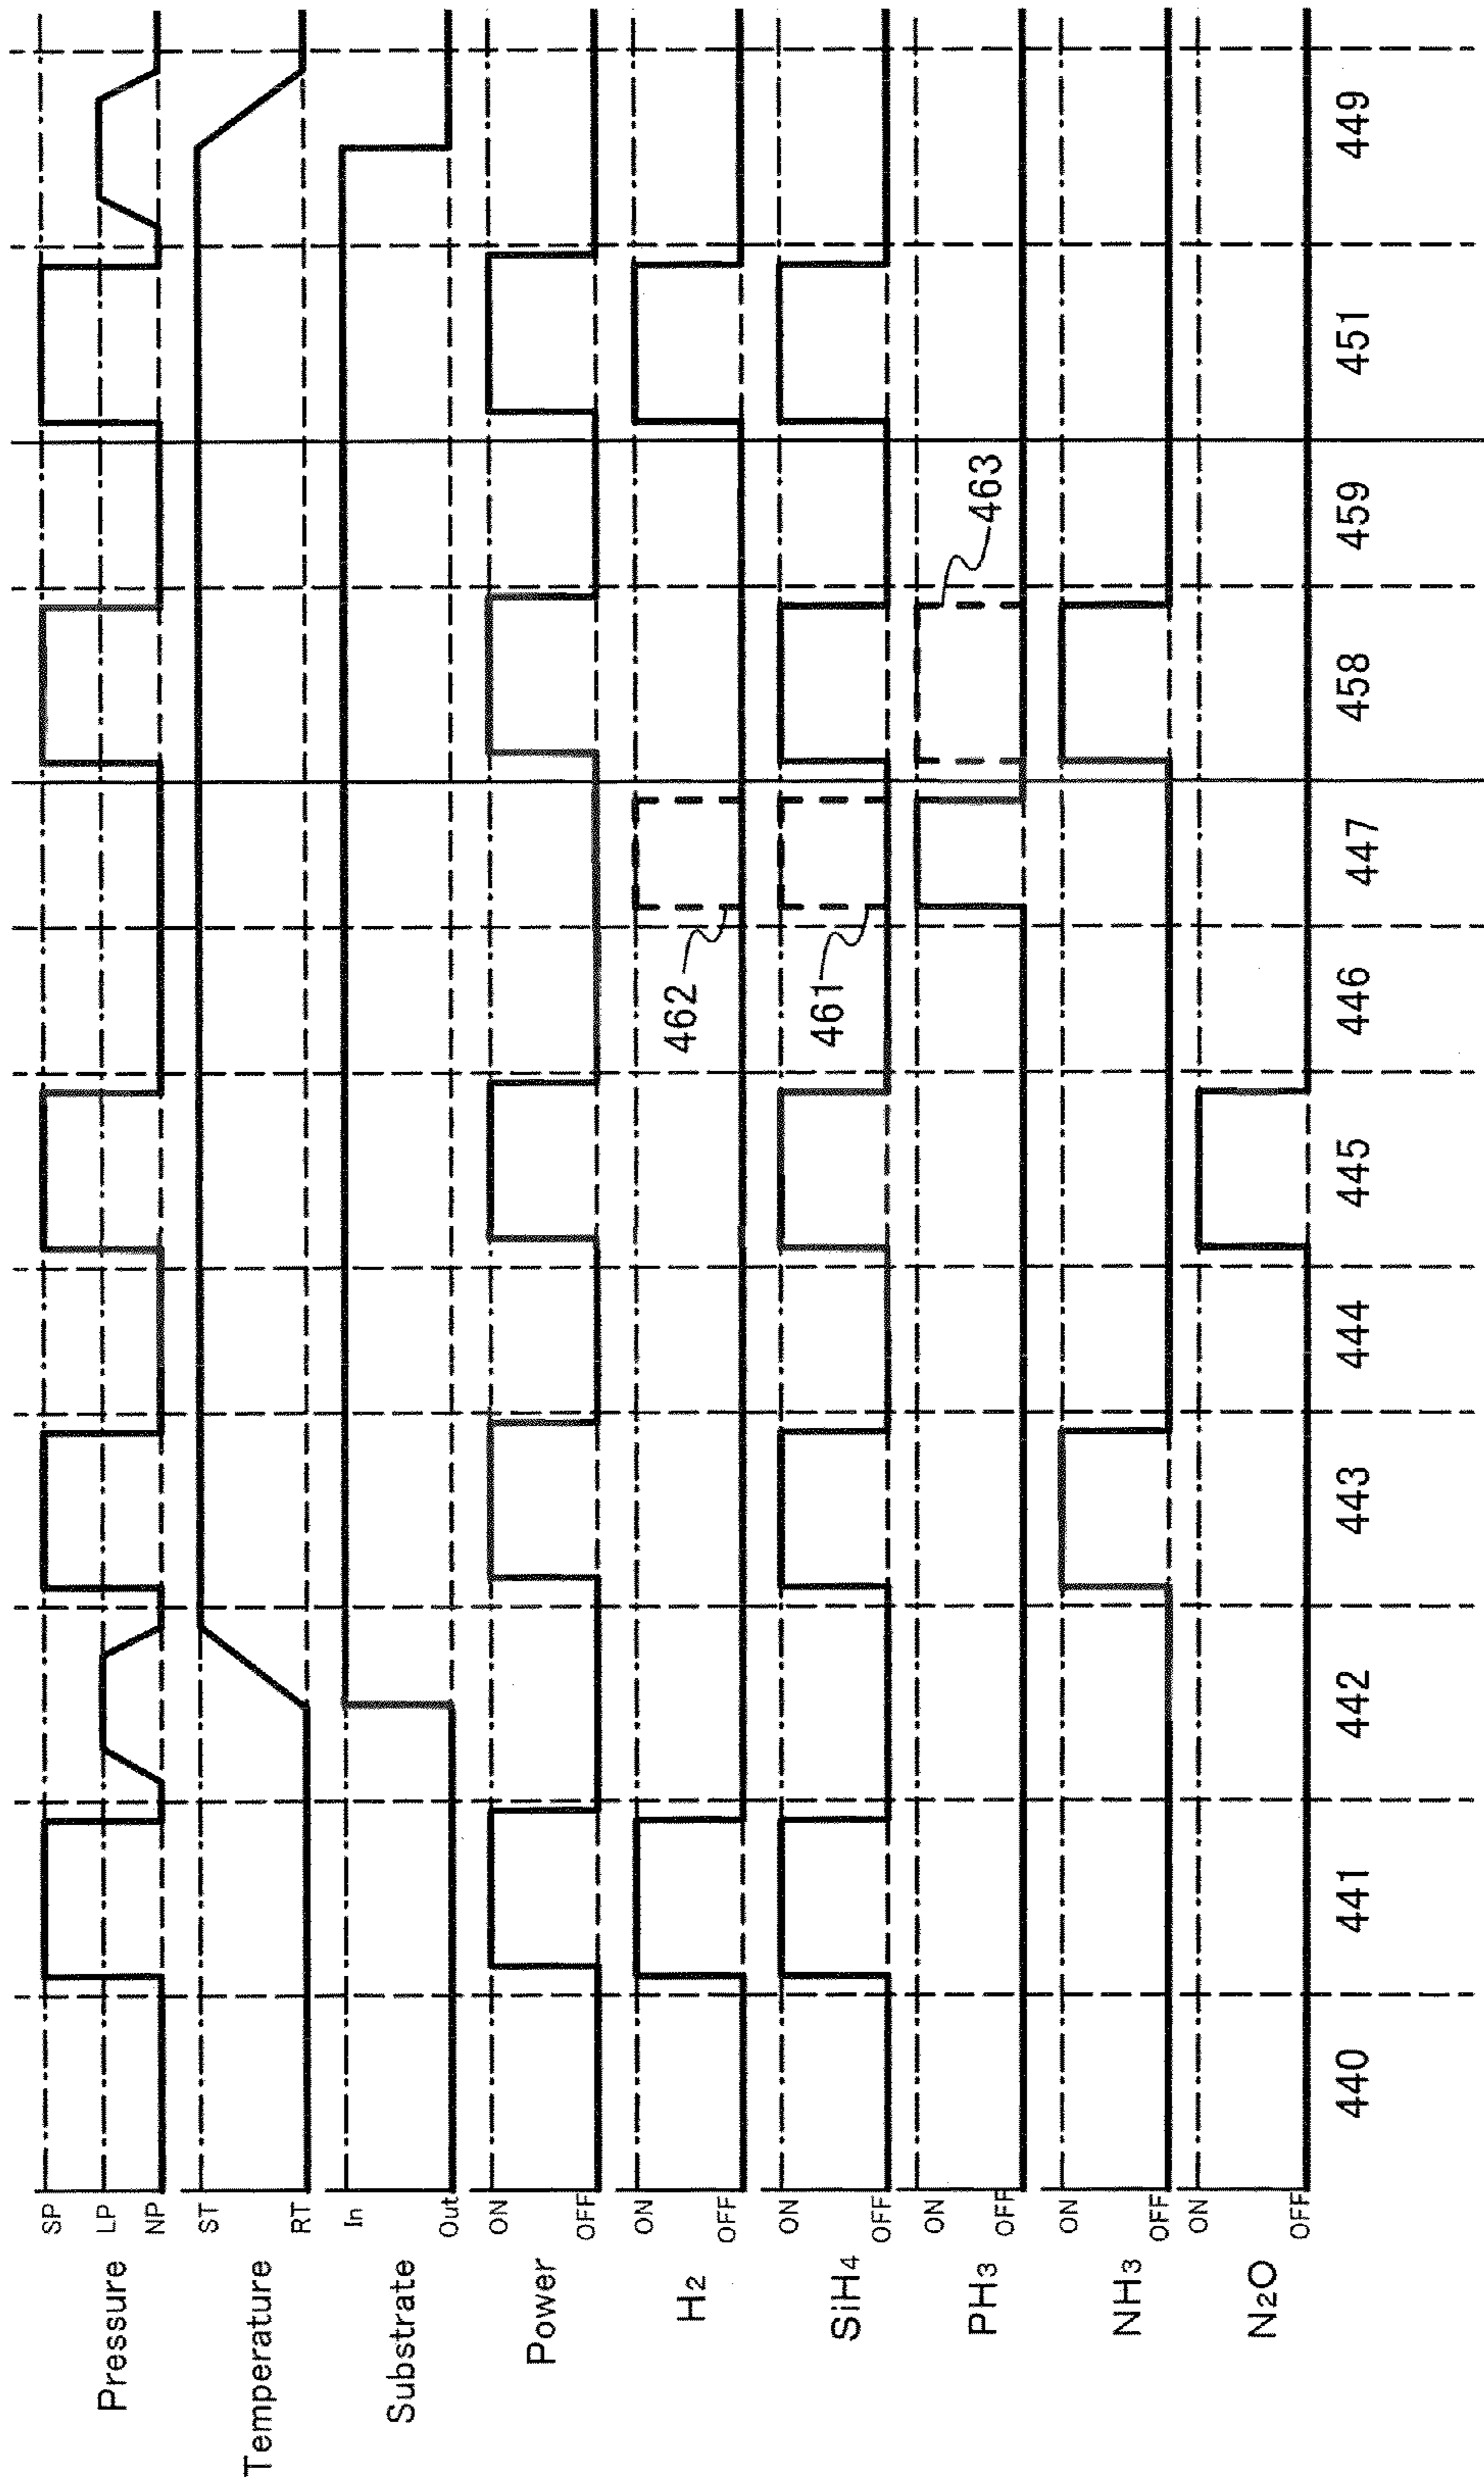 Pressure
SP
LP
NP
Temperature
ST
RT
Substrate
In
Out
Power
ON
OFF
H2
ON
OFF
462
SiH4
ON
OFF
461
PH3
ON
OFF
463
NH3
ON
OFF
N2O
ON
OFF
440 441 442 443 444 445 446 447 458 459 451 449